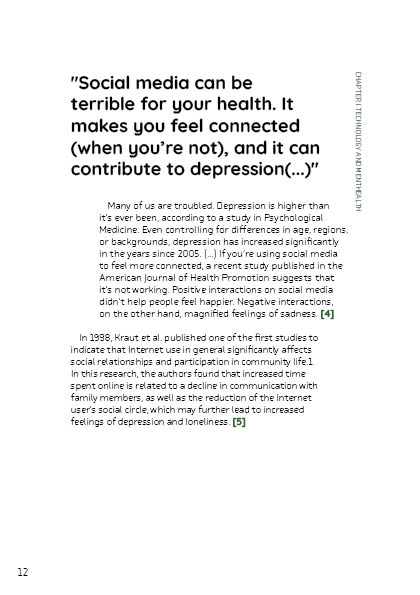 "Social media can be
terrible for your health. It
makes you feel connected
(when you're not), and it can
contribute to depression(...)"
CHAPTER I. TECHNOLOGY AND MENTHEALTH
Many of us are troubled. Depression is higher than
it's ever been, according to a study in Psychological
Medicine. Even controlling for differences in age, regions,
or backgrounds, depression has increased significantly
in the years since 2005. (...) If you're using social media
to feel more connected, a recent study published in the
American Journal of Health Promotion suggests that
it's not working. Positive interactions on social media
didn't help people feel happier. Negative interactions,
on the other hand, magnified feelings of sadness. [4]
In 1998, Kraut et al. published one of the first studies to
indicate that Internet use in general significantly affects
social relationships and participation in community life.1
In this research, the authors found that increased time
spent online is related to a decline in communication with
family members, as well as the reduction of the Internet
user's social circle, which may further lead to increased
feelings of depression and loneliness. [5]
12